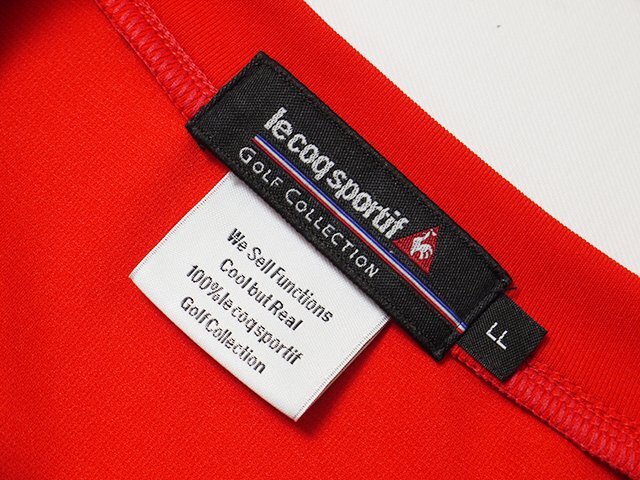 le coq sportif
GOLF COLLECTION
LL
We Sell Functions
Cool but Real
100% le coq sportif
Golf Collection